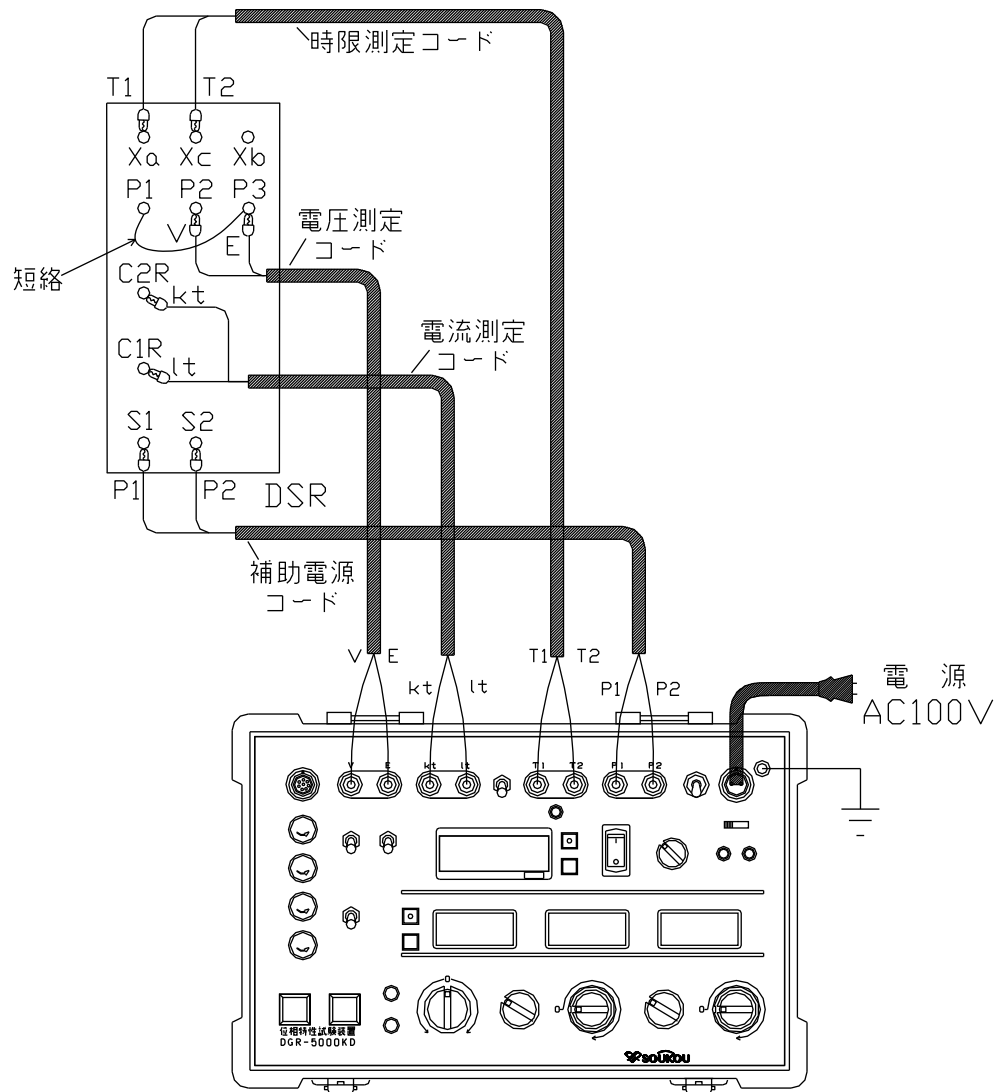 時限測定コード
T1 T2
Xa Xc Xb
P1 P2 P3
V E
電圧測定
コード
短絡
C2R kt
電流測定
コード
C1R lt
S1 S2
P1 P2 DSR
補助電源
コード
V E
T1 T2
kt lt
P1 P2
電源
AC100V
V E kt lt T1 T2 P1 P2
位相特性試験装置
DGR-5000KD
SOUKOU